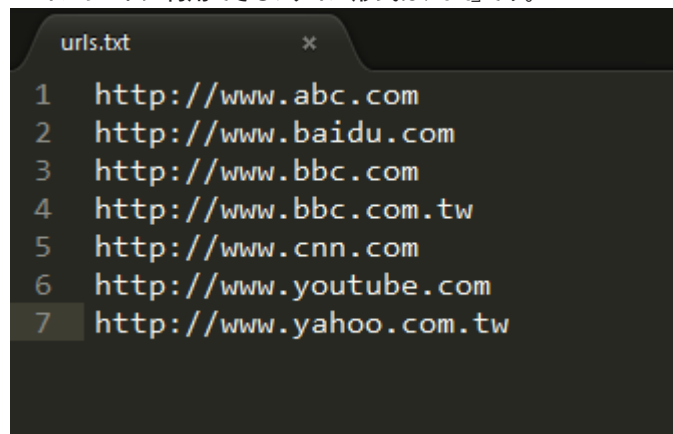 urls.txt ×
1 http://www.abc.com
2 http://www.baidu.com
3 http://www.bbc.com
4 http://www.bbc.com.tw
5 http://www.cnn.com
6 http://www.youtube.com
7 http://www.yahoo.com.tw